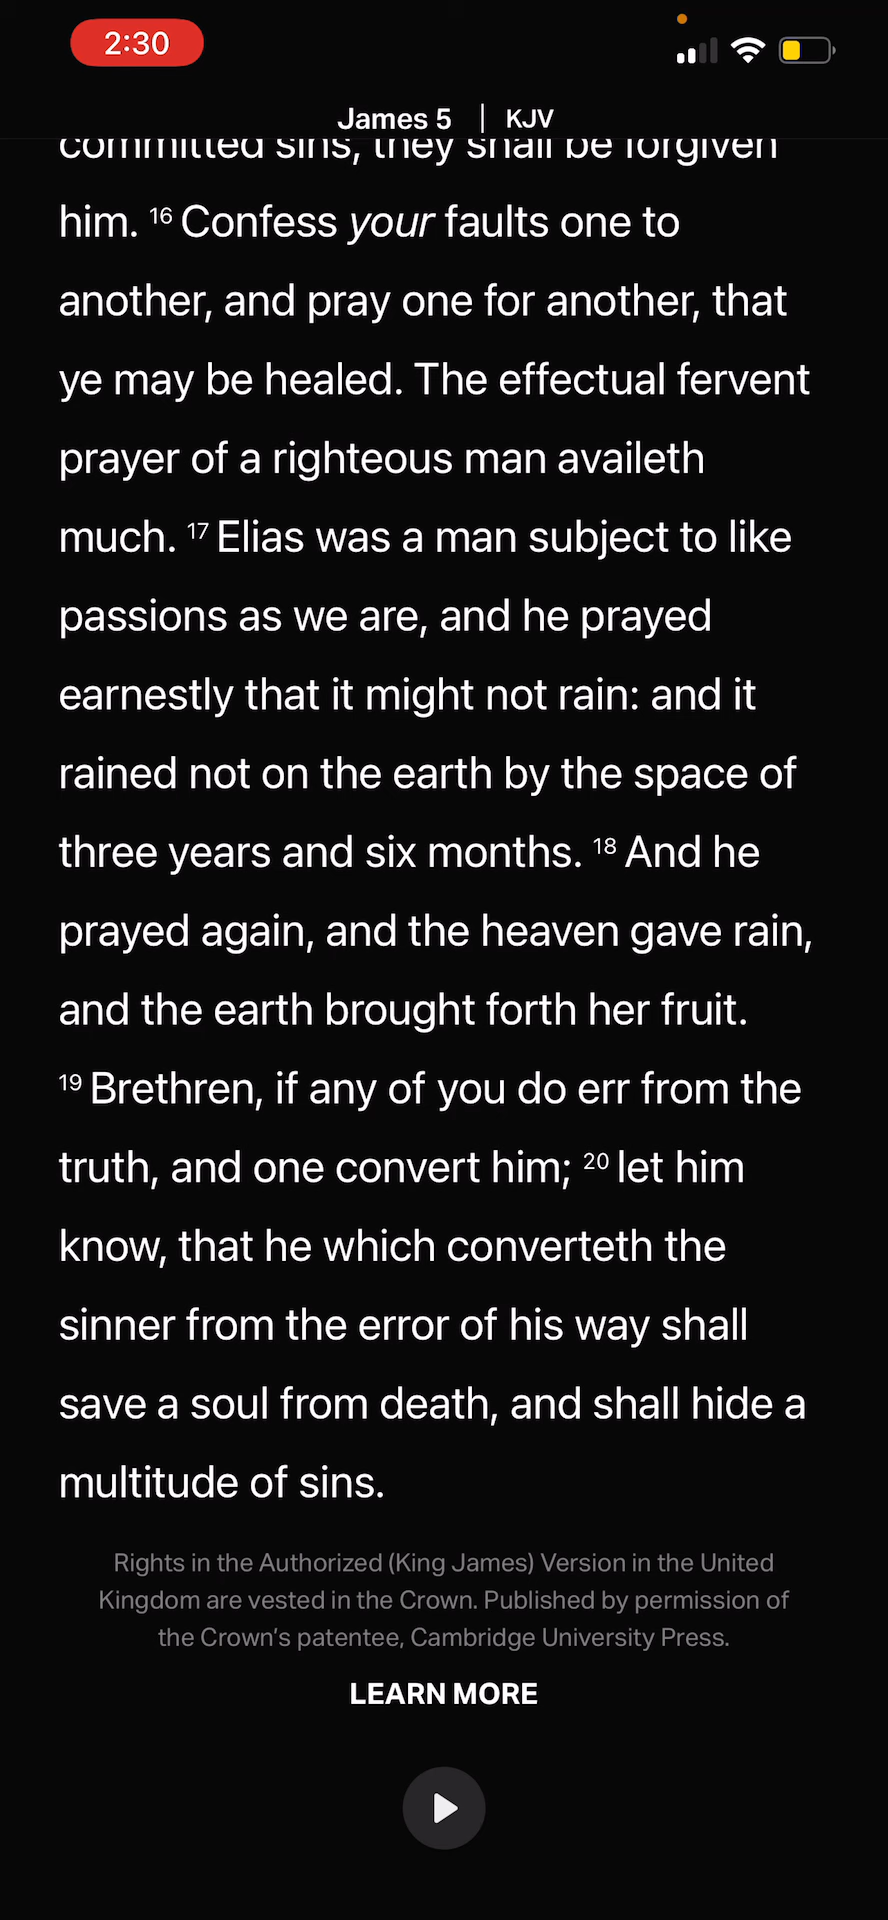 2:30
James 5 | KJV
committed sins, they shall be forgiven
him. 16 Confess your faults one to
another, and pray one for another, that
ye may be healed. The effectual fervent
prayer of a righteous man availeth
much. 17 Elias was a man subject to like
passions as we are, and he prayed
earnestly that it might not rain: and it
rained not on the earth by the space of
three years and six months. 18 And he
prayed again, and the heaven gave rain,
and the earth brought forth her fruit.
19 Brethren, if any of you do err from the
truth, and one convert him; 20 let him
know, that he which converteth the
sinner from the error of his way shall
save a soul from death, and shall hide a
multitude of sins.
Rights in the Authorized (King James) Version in the United
Kingdom are vested in the Crown. Published by permission of
the Crown's patentee, Cambridge University Press.
LEARN MORE